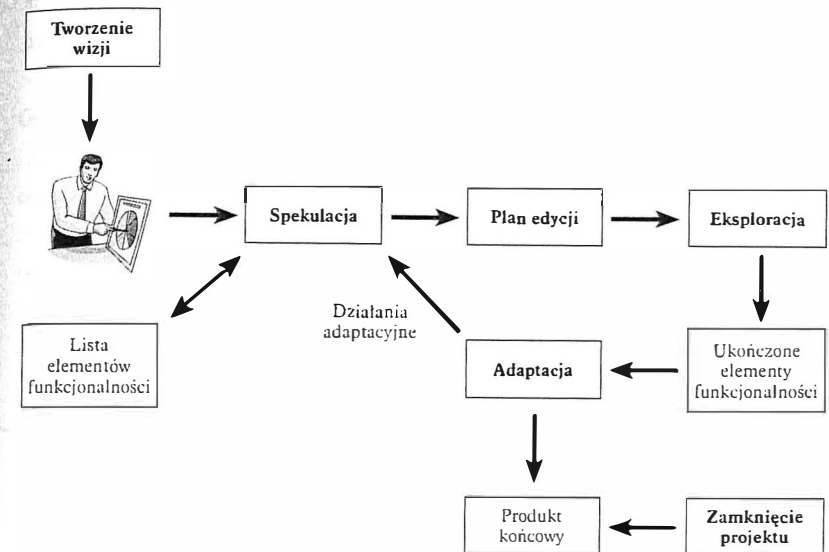 Tworzenie
wizji
Spekulacja
Plan edycji
Eksploracja
Lista
elementów
funkcjonalności
Działania
adaptacyjne
Adaptacja
Ukończone
elementy
funkcjonalności
Produkt
końcowy
Zamknięcie
projektu